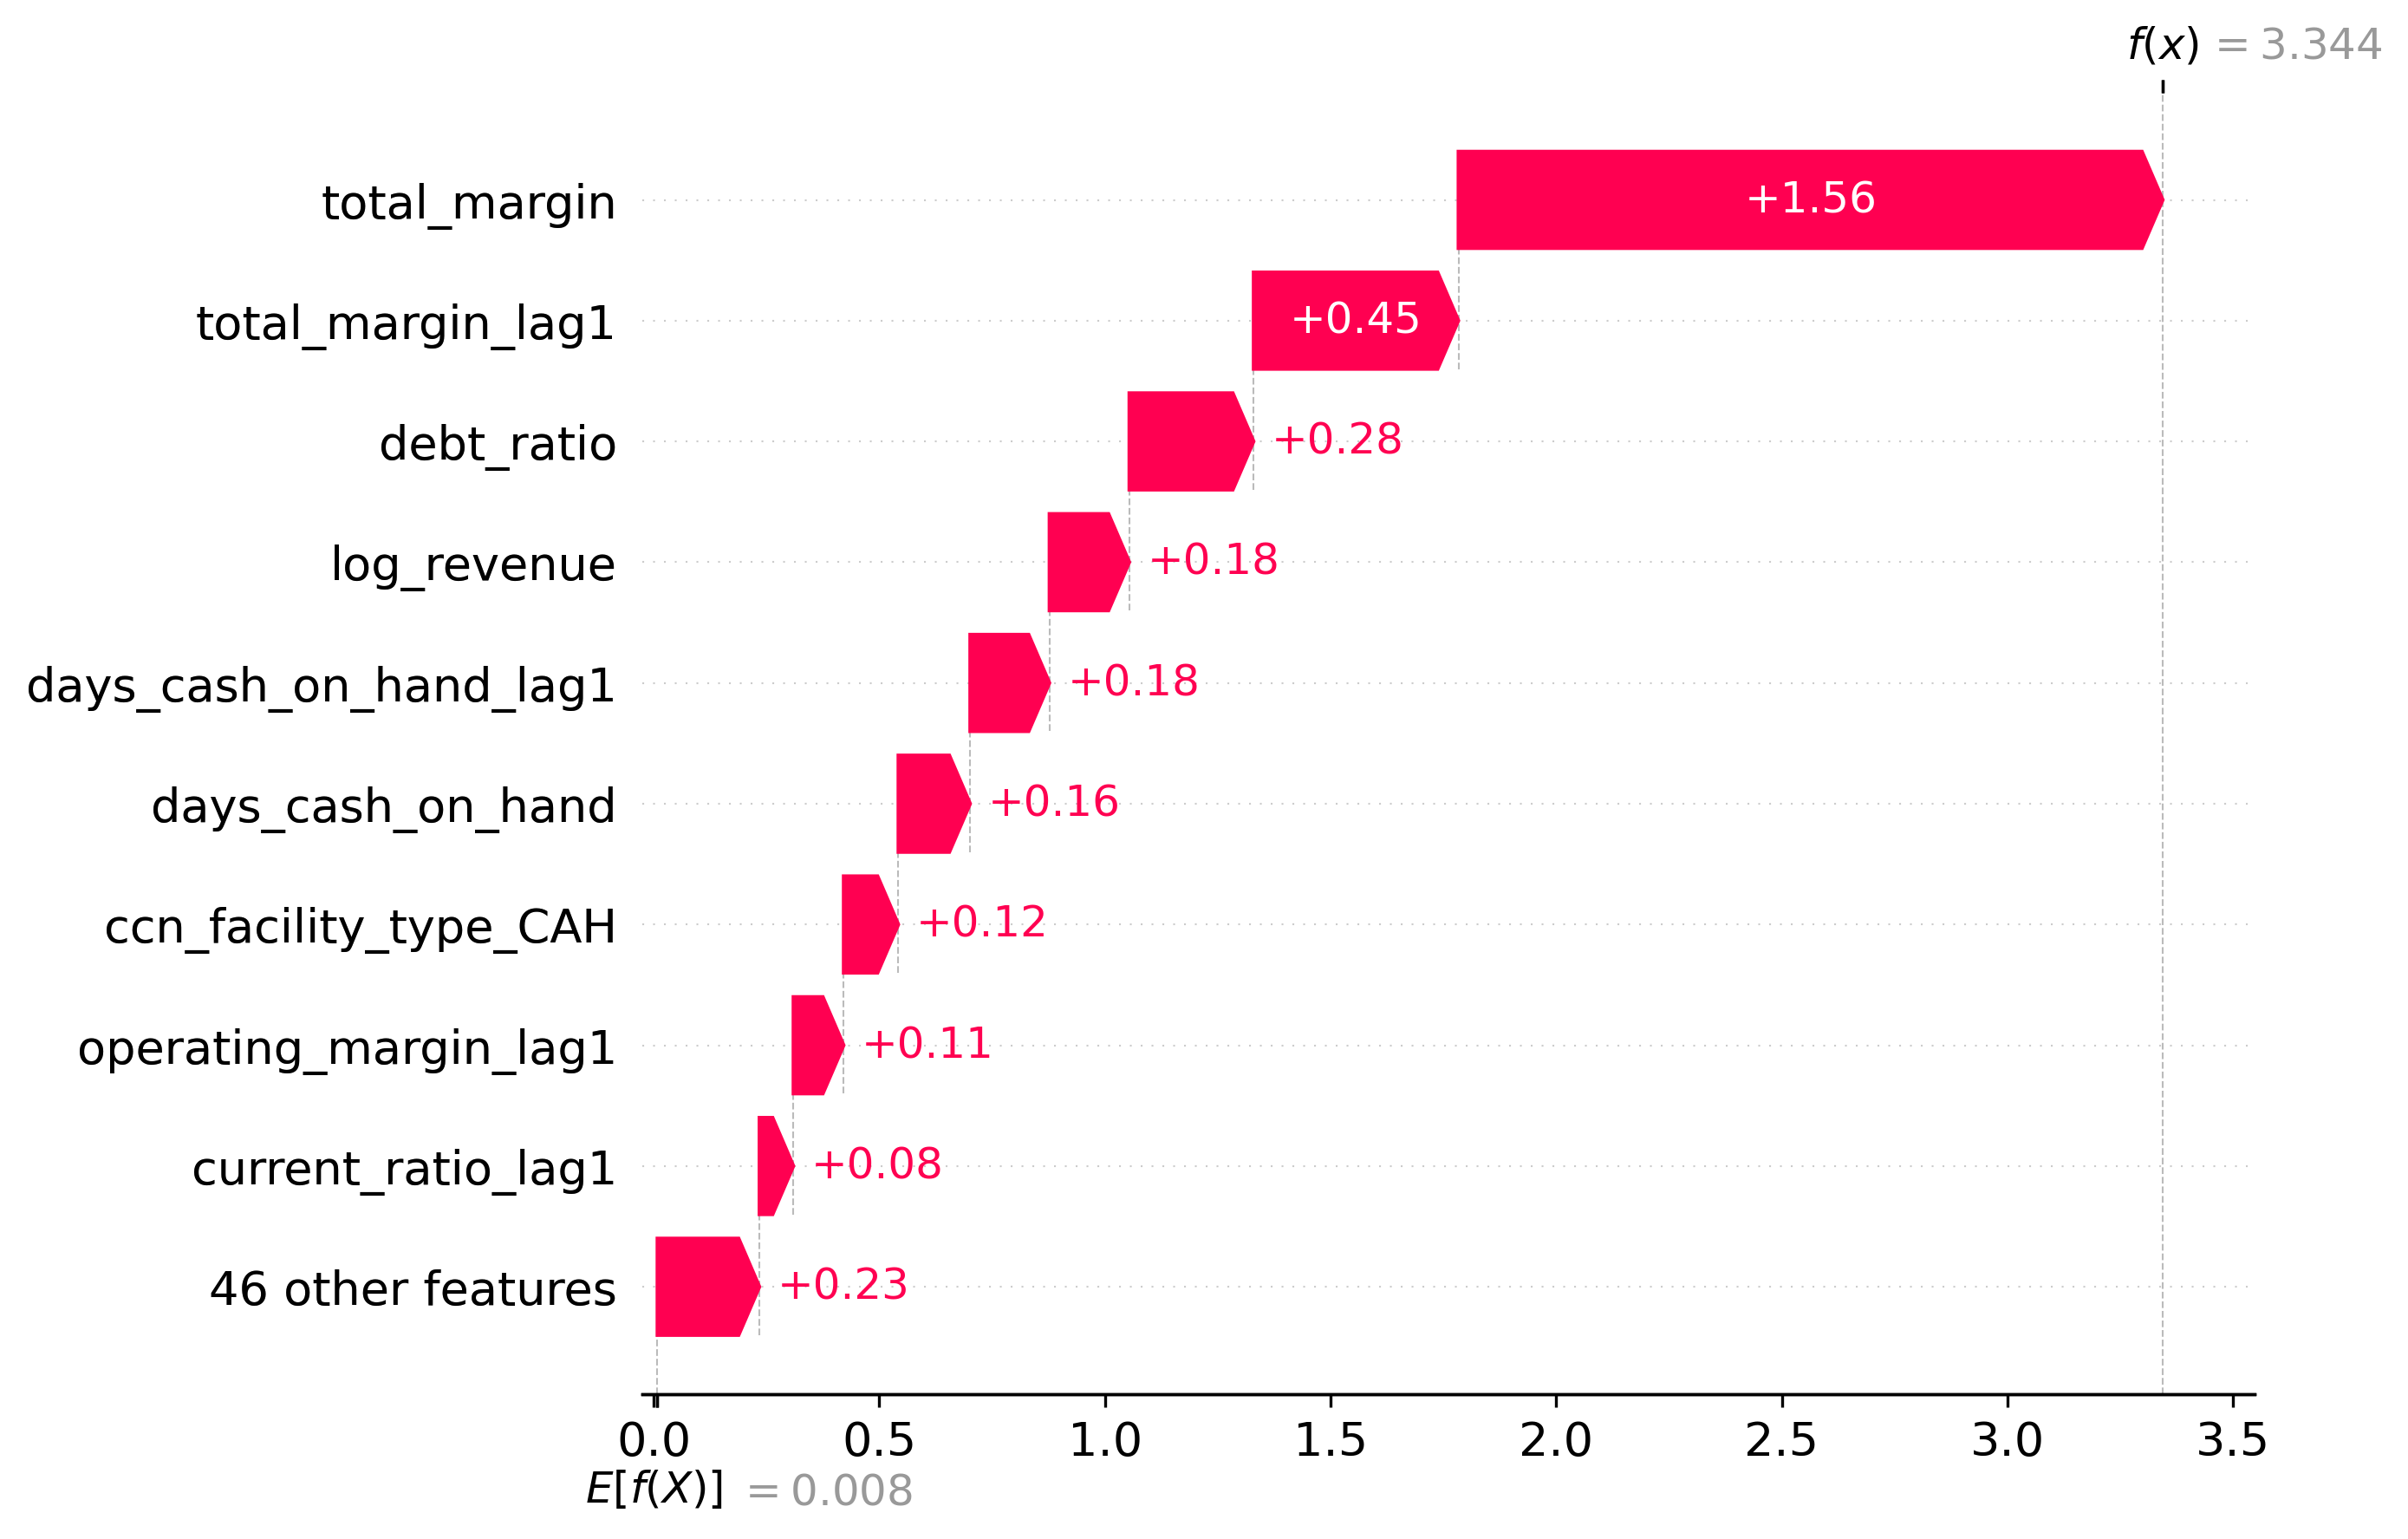 f(x) = 3.344
total_margin +1.56
total_margin_lag1 +0.45
debt_ratio +0.28
log_revenue +0.18
days_cash_on_hand_lag1 +0.18
days_cash_on_hand +0.16
ccn_facility_type_CAH +0.12
operating_margin_lag1 +0.11
current_ratio_lag1 +0.08
46 other features +0.23
0.0 0.5 1.0 1.5 2.0 2.5 3.0 3.5
E[f(X)] = 0.008